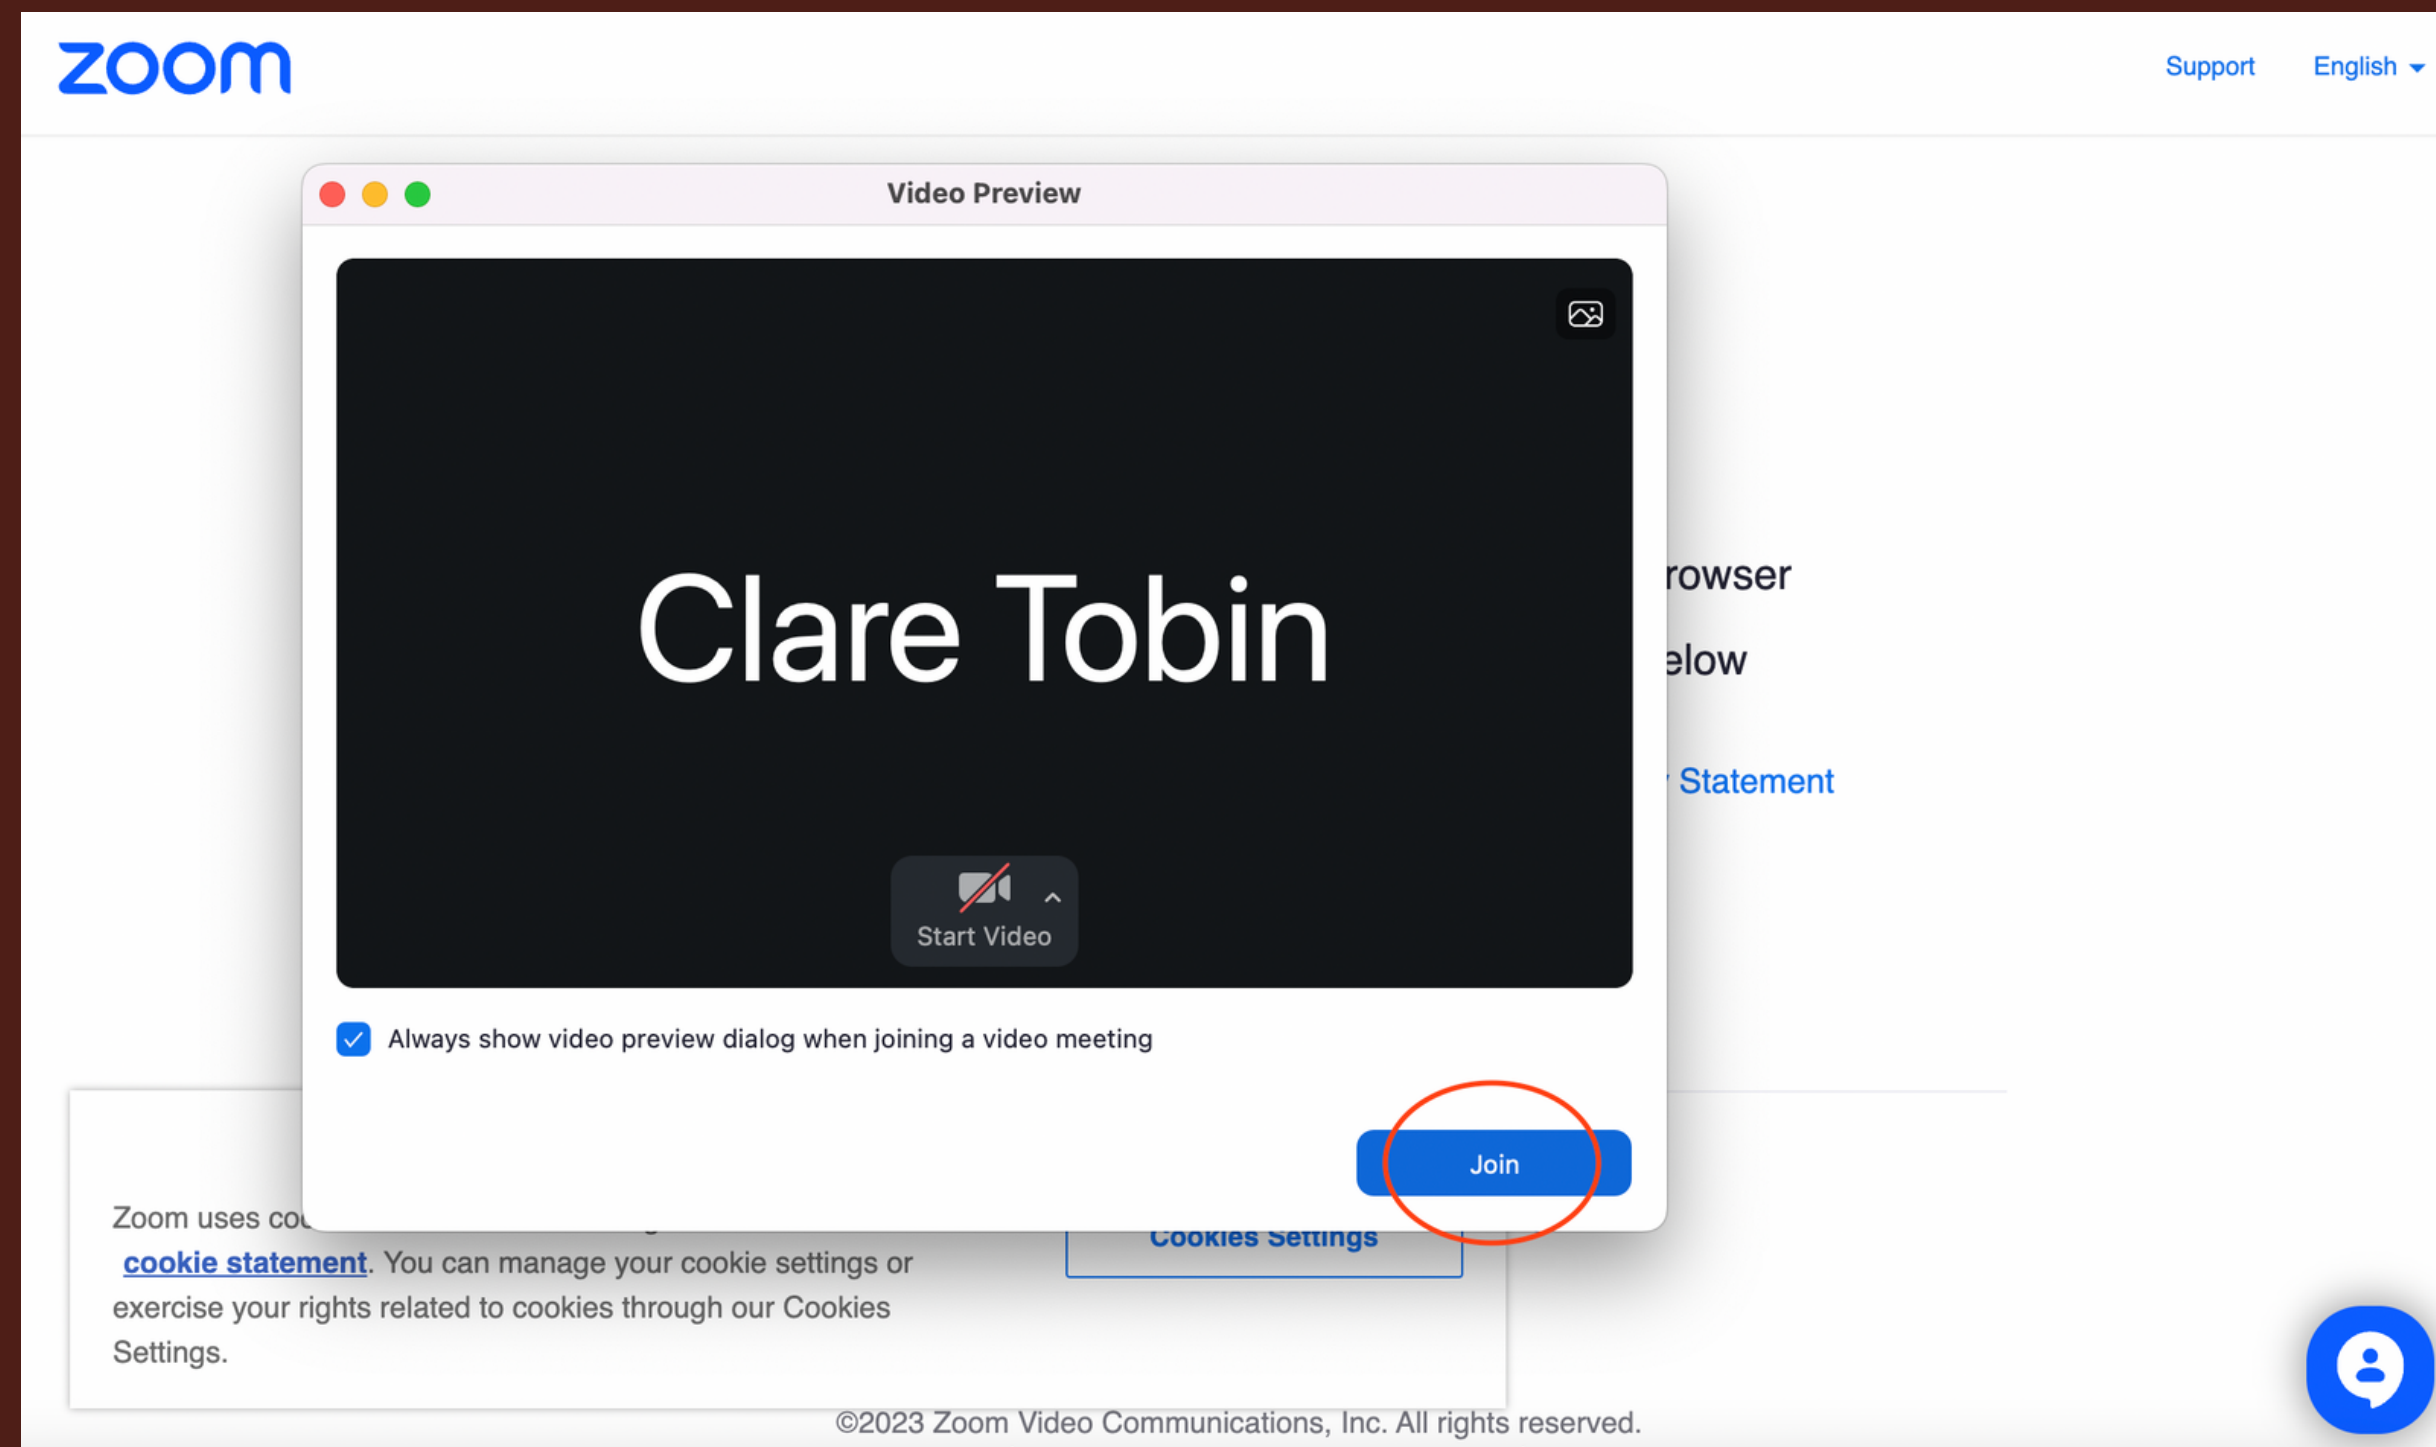 zoom
Support English
Video Preview
Clare Tobin
Start Video
rowser
elow
Statement
Always show video preview dialog when joining a video meeting
Join
Zoom uses coo
cookie statement. You can manage your cookie settings or
exercise your rights related to cookies through our Cookies
Settings.
Cookies Settings
©2023 Zoom Video Communications, Inc. All rights reserved.